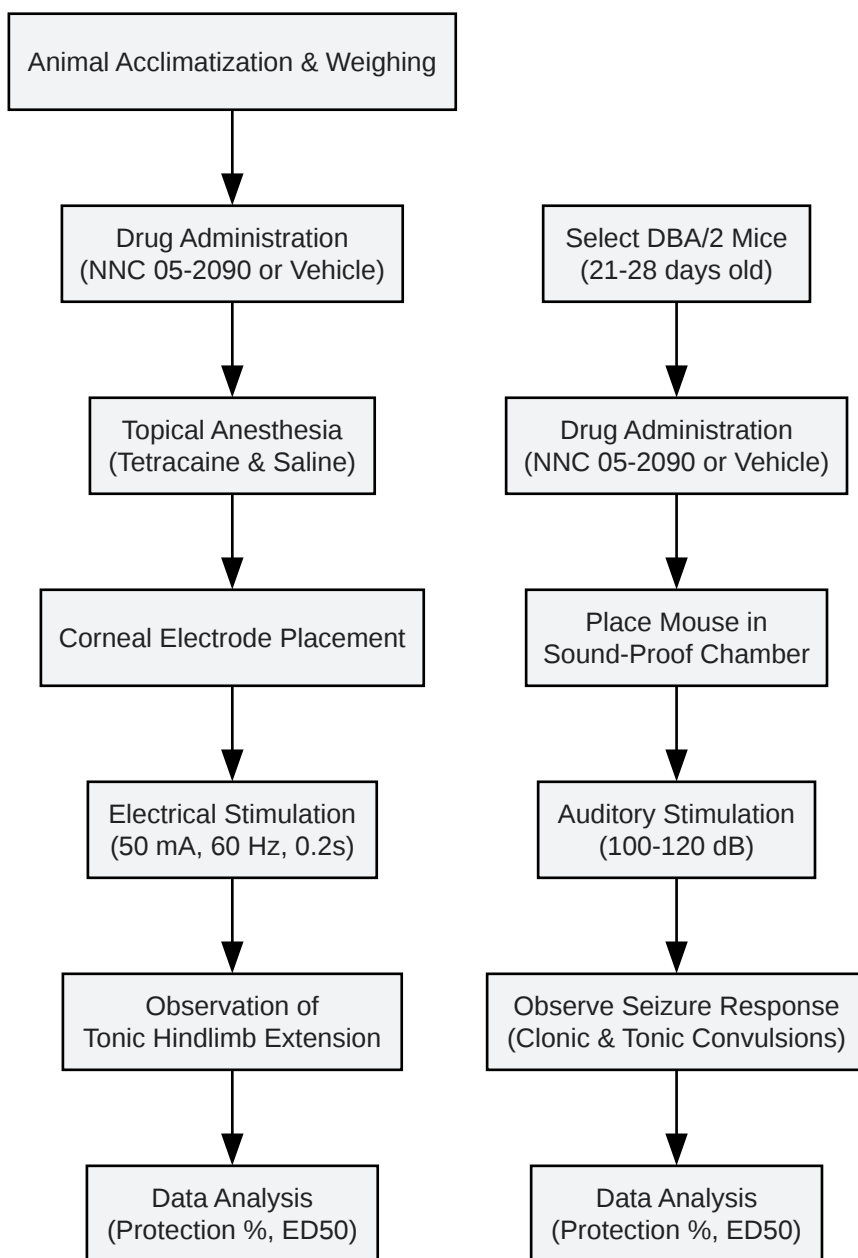 Animal Acclimatization & Weighing
Drug Administration
(NNC 05-2090 or Vehicle)
Topical Anesthesia
(Tetracaine & Saline)
Corneal Electrode Placement
Electrical Stimulation
(50 mA, 60 Hz, 0.2s)
Observation of
Tonic Hindlimb Extension
Data Analysis
(Protection %, ED50)
Select DBA/2 Mice
(21-28 days old)
Drug Administration
(NNC 05-2090 or Vehicle)
Place Mouse in
Sound-Proof Chamber
Auditory Stimulation
(100-120 dB)
Observe Seizure Response
(Clonic & Tonic Convulsions)
Data Analysis
(Protection %, ED50)